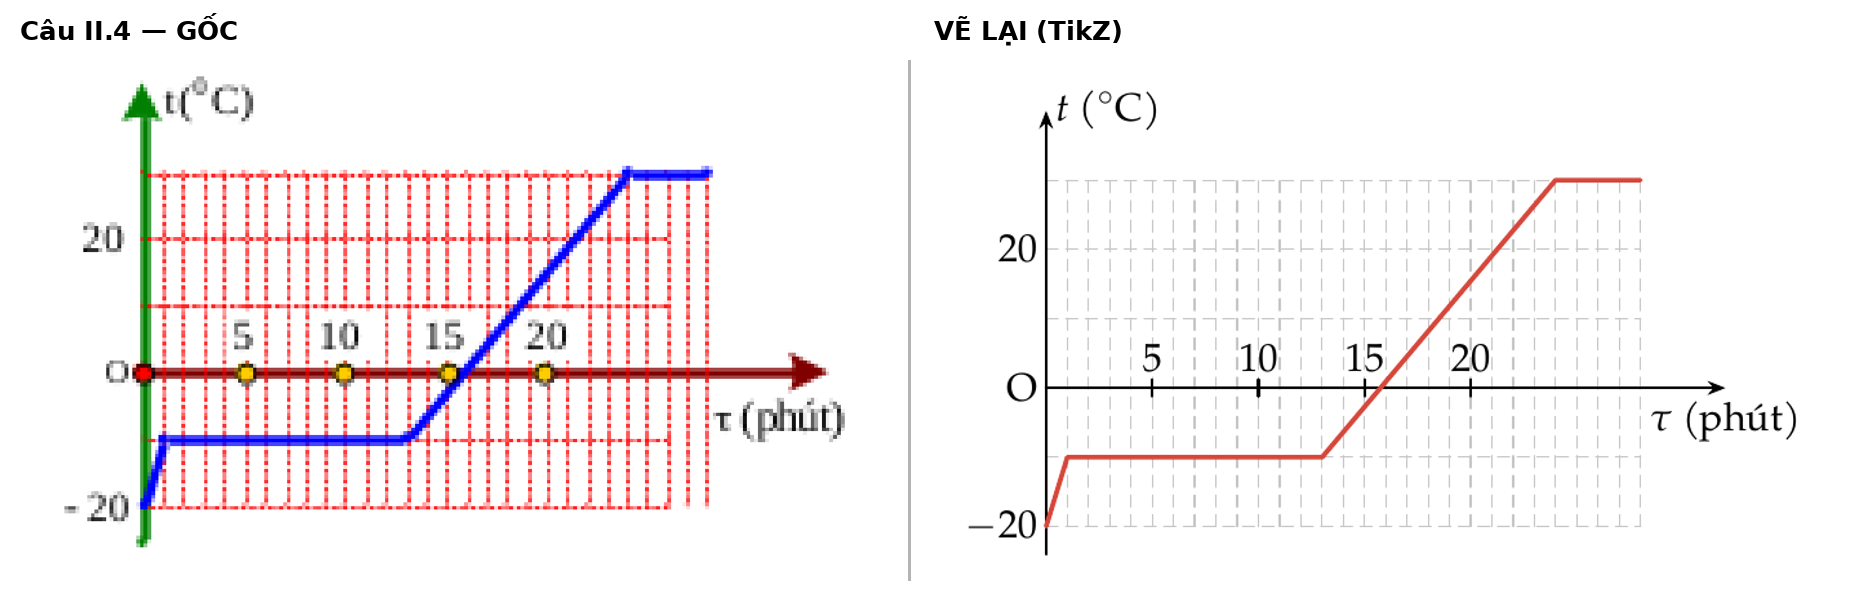 Câu II.4 — GỐC
t(⁰C)
20
5 10 15 20
O
τ (phút)
- 20
VẼ LẠI (TikZ)
t (°C)
20
5 10 15 20
O
τ (phút)
−20